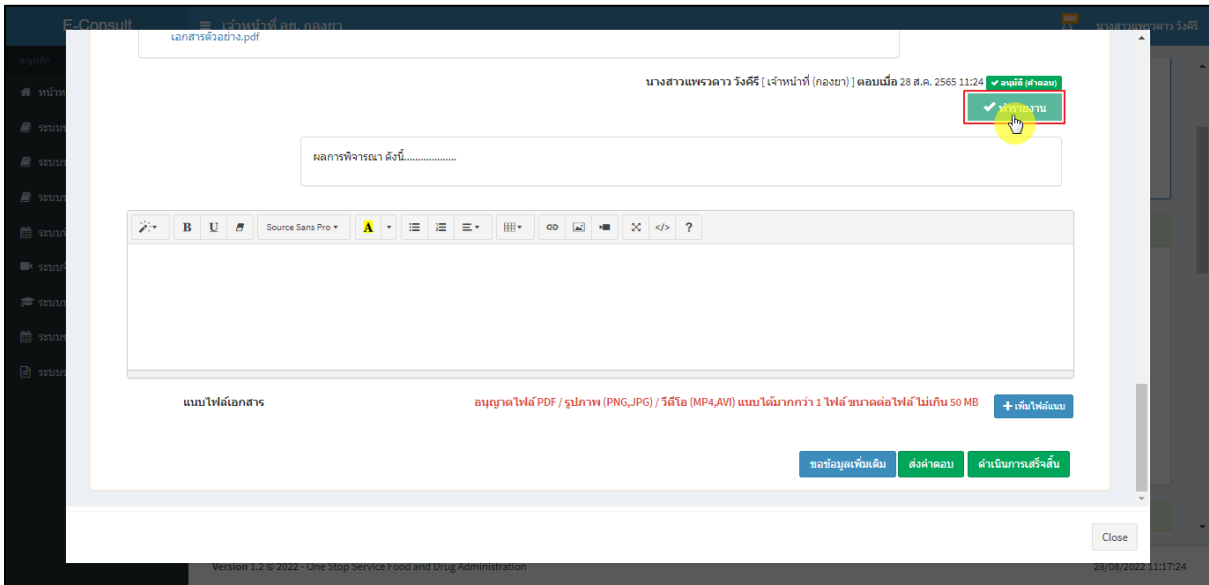 E-Consult
เจ้าหน้าที่ อย. กองยา
นางสาวแพรวดาว วังคีรี
เอกสารตัวอย่าง.pdf
นางสาวแพรวดาว วังคีรี [ เจ้าหน้าที่ (กองยา) ] ตอบเมื่อ 28 ส.ค. 2565 11:24 อนุมัติ (คำตอบ)
ทำรายงาน
ผลการพิจารณา ดังนี้...................
B U Source Sans Pro A </> ?
แนบไฟล์เอกสาร
อนุญาตไฟล์ PDF / รูปภาพ (PNG,JPG) / วีดีโอ (MP4,AVI) แนบได้มากกว่า 1 ไฟล์ ขนาดต่อไฟล์ ไม่เกิน 50 MB
เพิ่มไฟล์แนบ
ขอข้อมูลเพิ่มเติม ส่งคำตอบ ดำเนินการเสร็จสิ้น
Close
Version 1.2 © 2022 - One Stop Service Food and Drug Administration
28/08/2022 11:17:24